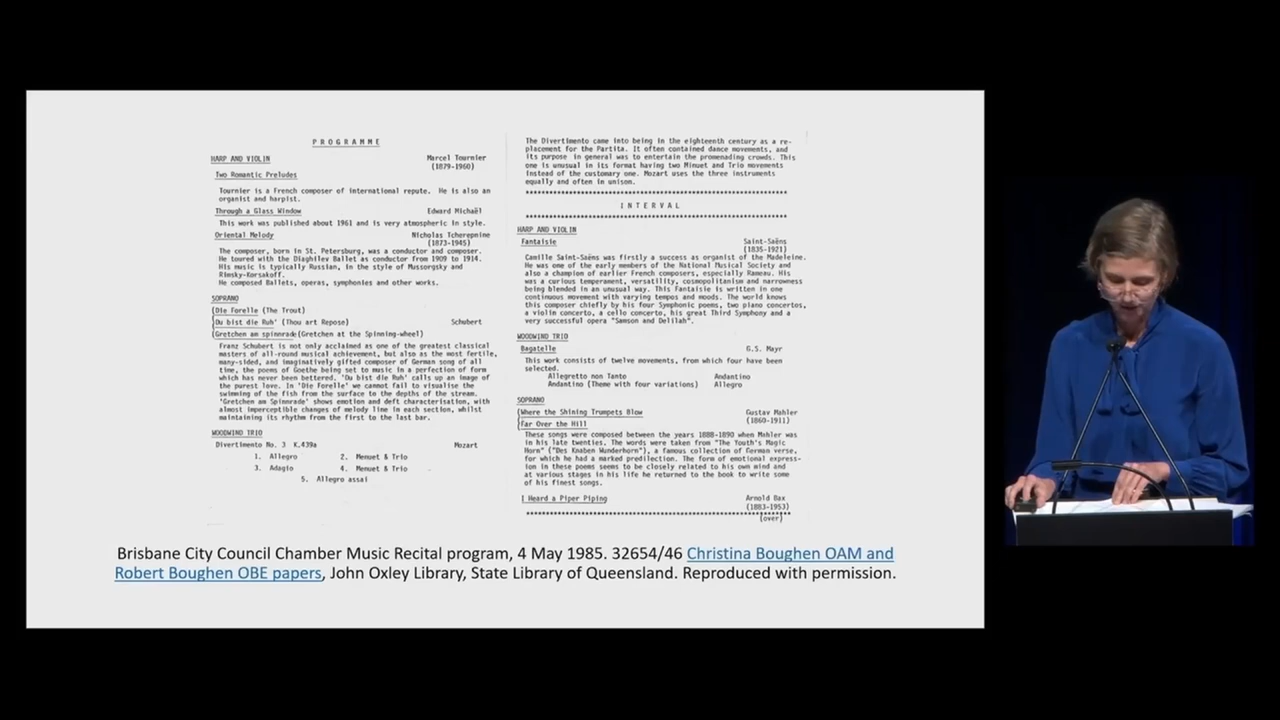 PROGRAMME
HARP AND VIOLIN Marcel Tournier
(1879-1960)
Two Romantic Preludes
Tournier is a French composer of international repute. He is also an
organist and harpist.
Through a Glass Window Edward Michaël
This work was published about 1961 and is very atmospheric in style.
Oriental Melody Nicholas Tcherepnine
(1873-1945)
The composer, born in St. Petersburg, was a conductor and composer.
He toured with the Diaghilev Ballet as conductor from 1909 to 1914.
His music is typically Russian, in the style of Mussorgsky and
Rimsky-Korsakoff.
He composed Ballets, operas, symphonies and other works.
SOPRANO
(Die Forelle (The Trout)
(Du bist die Ruh' (Thou art Repose) Schubert
(Gretchen am spinnrade(Gretchen at the Spinning-wheel)
Franz Schubert is not only acclaimed as one of the greatest classical
masters of all-round musical achievement, but also as the most fertile,
many-sided, and imaginatively gifted composer of German song of all
time, the poems of Goethe being set to music in a perfection of form
which has never been bettered. 'Du bist die Ruh' calls up an image of
the purest love. In 'Die Forelle' we cannot fail to visualise the
swimming of the fish from the surface to the depths of the stream.
'Gretchen am Spinnrade' shows emotion and deft characterisation, with
almost imperceptible changes of melody line in each section, whilst
maintaining its rhythm from the first to the last bar.
WOODWIND TRIO
Divertimento No. 3 K.439a Mozart
1. Allegro 2. Menuet & Trio
3. Adagio 4. Menuet & Trio
5. Allegro assai
The Divertimento came into being in the eighteenth century as a re-
placement for the Partita. It often contained dance movements, and
its purpose in general was to entertain the promenading crowds. This
one is unusual in its format having two Minuet and Trio movements
instead of the customary one. Mozart uses the three instruments
equally and often in unison.
INTERVAL
HARP AND VIOLIN
Fantaisie Saint-Saëns
(1835-1921)
Camille Saint-Saëns was firstly a success as organist of the Madeleine.
He was one of the early members of the National Musical Society and
also a champion of earlier French composers, especially Rameau. His
was a curious temperament, versatility, cosmopolitanism and narrowness
being blended in an unusual way. This Fantaisie is written in one
continuous movement with varying tempos and moods. The world knows
this composer chiefly by his four Symphonic poems, two piano concertos,
a violin concerto, a cello concerto, his great Third Symphony and a
very successful opera "Samson and Delilah".
WOODWIND TRIO
Bagatelle G.S. Mayr
This work consists of twelve movements, from which four have been
selected.
Allegretto non Tanto Andantino
Andantino (Theme with four variations) Allegro
SOPRANO
(Where the Shining Trumpets Blow Gustav Mahler
(1860-1911)
(Far Over the Hill
These songs were composed between the years 1888-1890 when Mahler was
in his late twenties. The words were taken from "The Youth's Magic
Horn" ("Des Knaben Wunderhorn"), a famous collection of German verse,
for which he had a marked predilection. The form of emotional express-
ion in these poems seems to be closely related to his own mind and
at various stages in his life he returned to the book to write some
of his finest songs.
I Heard a Piper Piping Arnold Bax
(1883-1953)
(over)
Brisbane City Council Chamber Music Recital program, 4 May 1985. 32654/46 Christina Boughen OAM and
Robert Boughen OBE papers, John Oxley Library, State Library of Queensland. Reproduced with permission.